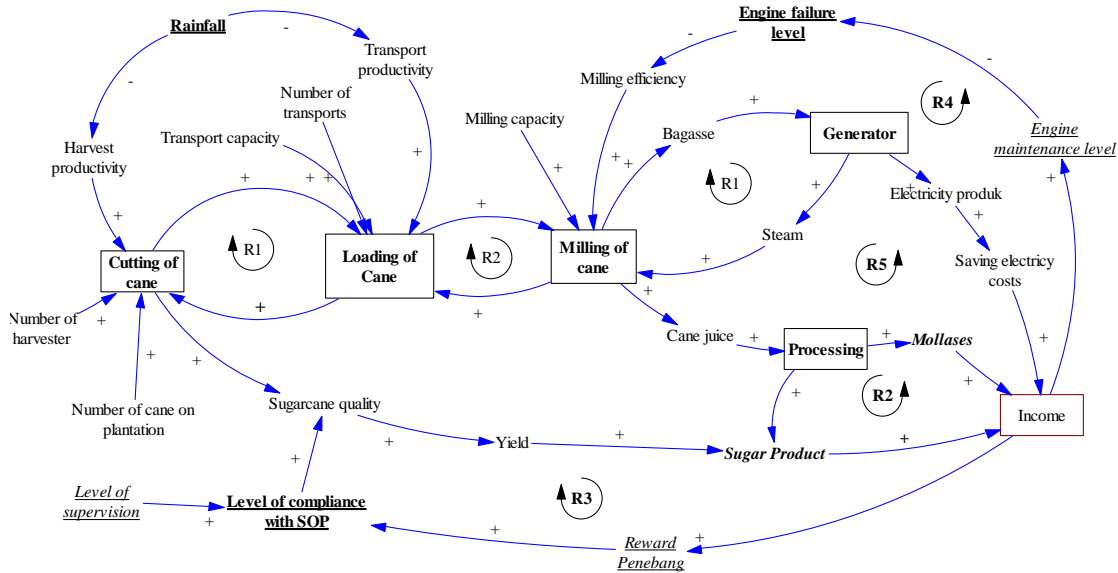 Rainfall
Engine failure
level
Transport
productivity
Number of
transports
Milling efficiency
Milling capacity
Transport capacity
Bagasse
Generator
R4
Engine
maintenance level
Harvest
productivity
R1
Electricity produk
Steam
Cutting of
cane
R1
Loading of
Cane
R2
Milling of
cane
R5
Saving electricy
costs
Number of
harvester
Cane juice
Processing
Mollases
R2
Income
Number of cane on
plantation
Sugarcane quality
Yield
Sugar Product
Level of
supervision
Level of compliance
with SOP
R3
Reward
Penebang